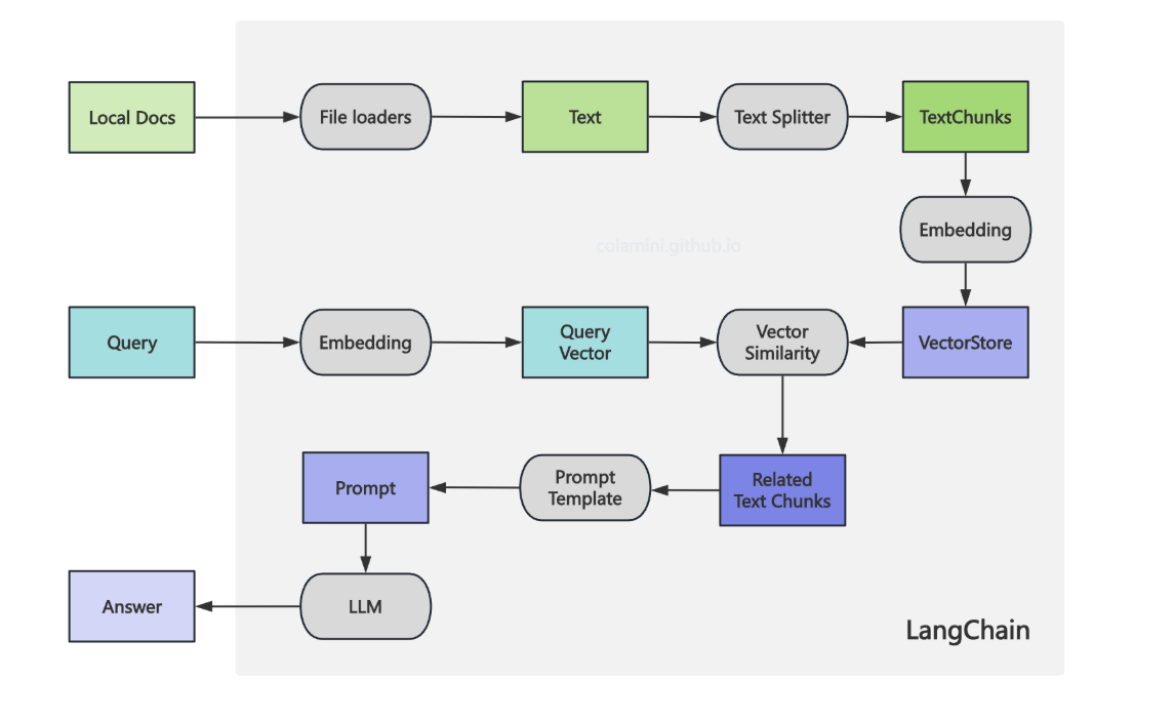 Local Docs
File loaders
Text
Text Splitter
TextChunks
Embedding
colamini.github.io
Query
Embedding
Query
Vector
Vector
Similarity
VectorStore
Prompt
Prompt
Template
Related
Text Chunks
Answer
LLM
LangChain